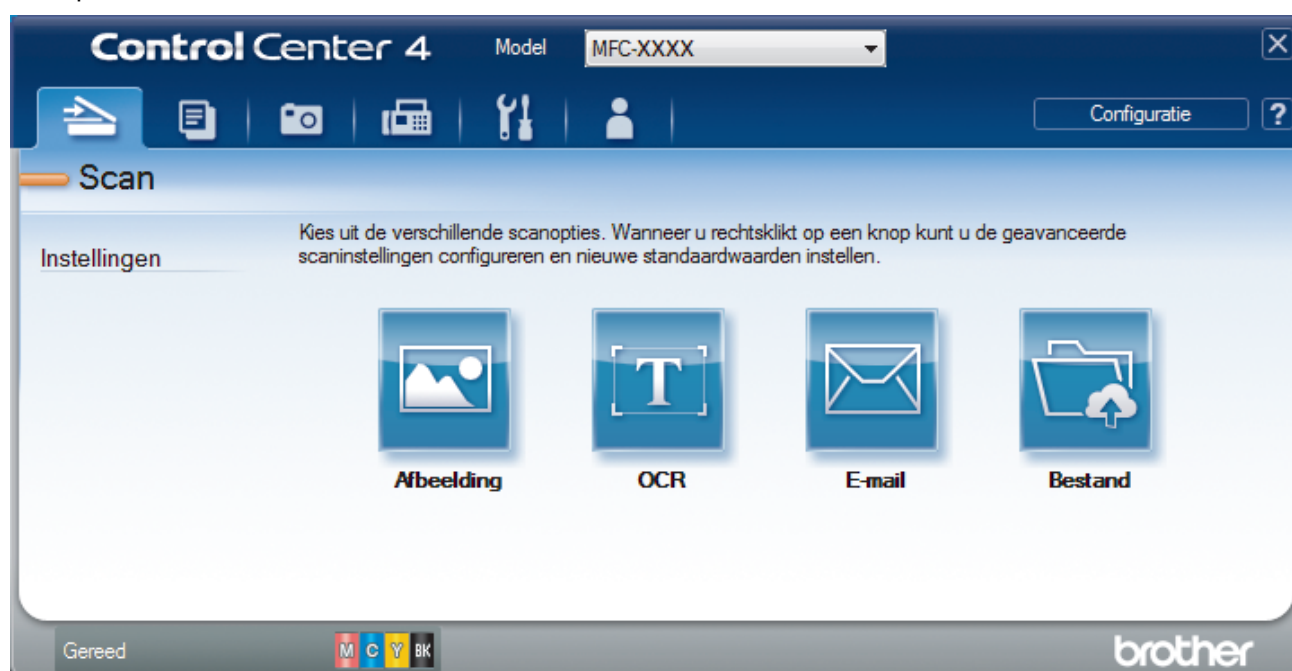 Control Center 4
Model
MFC-XXXX
Configuratie
?
Scan
Instellingen
Kies uit de verschillende scanopties. Wanneer u rechtsklikt op een knop kunt u de geavanceerde
scaninstellingen configureren en nieuwe standaardwaarden instellen.
T
Afbeelding
OCR
E-mail
Bestand
Gereed
M C Y BK
brother